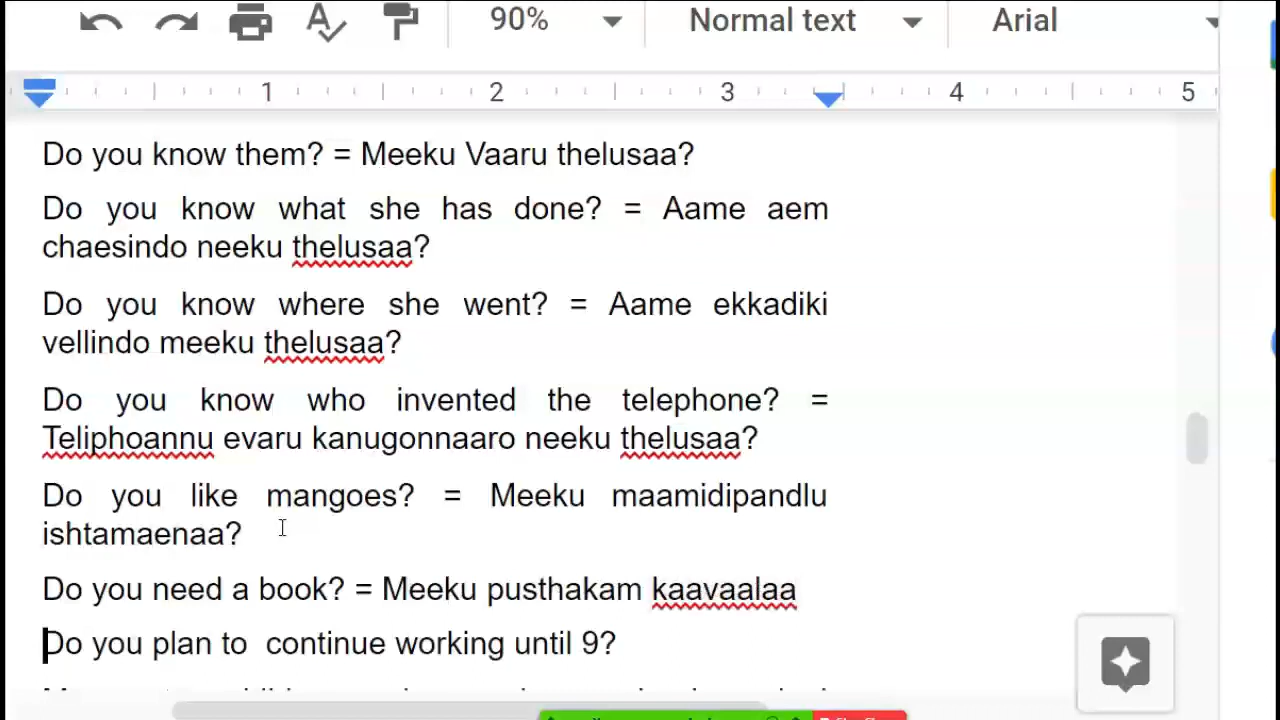 90% Normal text Arial
1 2 3 4 5
Do you know them? = Meeku Vaaru thelusaa?
Do you know what she has done? = Aame aem
chaesindo neeku thelusaa?
Do you know where she went? = Aame ekkadiki
vellindo meeku thelusaa?
Do you know who invented the telephone? =
Teliphoannu evaru kanugonnaaro neeku thelusaa?
Do you like mangoes? = Meeku maamidipandlu
ishtamaenaa?
Do you need a book? = Meeku pusthakam kaavaalaa
Do you plan to  continue working until 9?